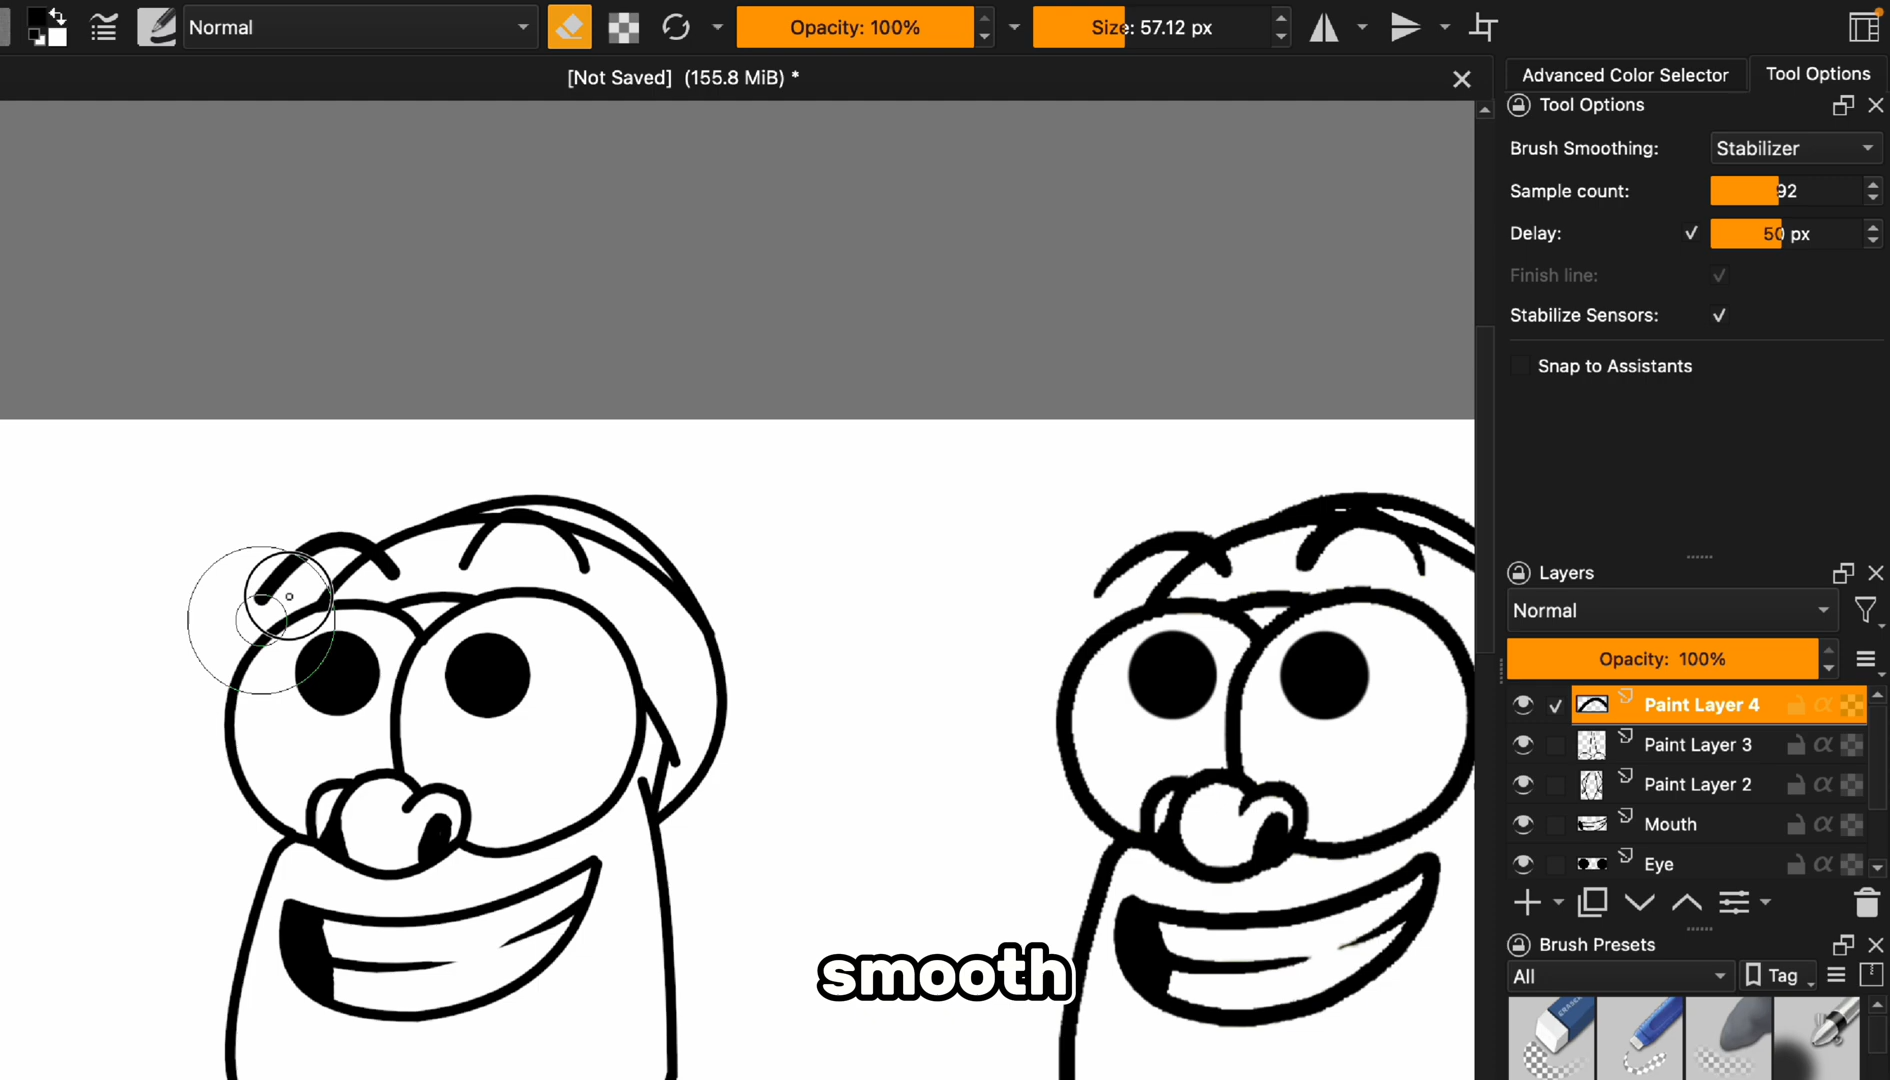 Normal
Opacity: 100%
Size: 57.12 px
[Not Saved] (155.8 MiB) *
Advanced Color Selector
Tool Options
Tool Options
Brush Smoothing:
Stabilizer
Sample count:
92
Delay:
50 px
Finish line:
Stabilize Sensors:
Snap to Assistants
Layers
Normal
Opacity: 100%
Paint Layer 4
Paint Layer 3
Paint Layer 2
Mouth
Eye
Brush Presets
All
Tag
smooth